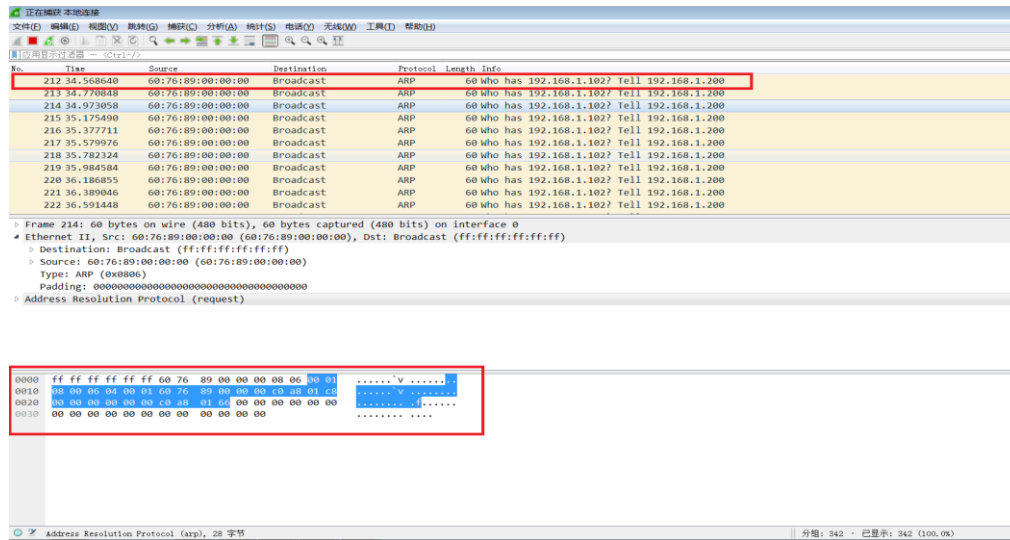 正在捕获 本地连接
文件(F) 编辑(E) 视图(V) 跳转(G) 捕获(C) 分析(A) 统计(S) 电话(Y) 无线(W) 工具(T) 帮助(H)
应用显示过滤器 … <Ctrl-/>
No. Time Source Destination Protocol Length Info
212 34.568640 60:76:89:00:00:00 Broadcast ARP 60 Who has 192.168.1.102? Tell 192.168.1.200
213 34.770848 60:76:89:00:00:00 Broadcast ARP 60 Who has 192.168.1.102? Tell 192.168.1.200
214 34.973058 60:76:89:00:00:00 Broadcast ARP 60 Who has 192.168.1.102? Tell 192.168.1.200
215 35.175490 60:76:89:00:00:00 Broadcast ARP 60 Who has 192.168.1.102? Tell 192.168.1.200
216 35.377711 60:76:89:00:00:00 Broadcast ARP 60 Who has 192.168.1.102? Tell 192.168.1.200
217 35.579976 60:76:89:00:00:00 Broadcast ARP 60 Who has 192.168.1.102? Tell 192.168.1.200
218 35.782324 60:76:89:00:00:00 Broadcast ARP 60 Who has 192.168.1.102? Tell 192.168.1.200
219 35.984584 60:76:89:00:00:00 Broadcast ARP 60 Who has 192.168.1.102? Tell 192.168.1.200
220 36.186855 60:76:89:00:00:00 Broadcast ARP 60 Who has 192.168.1.102? Tell 192.168.1.200
221 36.389046 60:76:89:00:00:00 Broadcast ARP 60 Who has 192.168.1.102? Tell 192.168.1.200
222 36.591448 60:76:89:00:00:00 Broadcast ARP 60 Who has 192.168.1.102? Tell 192.168.1.200
Frame 214: 60 bytes on wire (480 bits), 60 bytes captured (480 bits) on interface 0
Ethernet II, Src: 60:76:89:00:00:00 (60:76:89:00:00:00), Dst: Broadcast (ff:ff:ff:ff:ff:ff)
Destination: Broadcast (ff:ff:ff:ff:ff:ff)
Source: 60:76:89:00:00:00 (60:76:89:00:00:00)
Type: ARP (0x0806)
Padding: 000000000000000000000000000000000000
Address Resolution Protocol (request)
0000 ff ff ff ff ff ff 60 76 89 00 00 00 08 06 00 01 ......`v ........
0010 08 00 06 04 00 01 60 76 89 00 00 00 c0 a8 01 c8 ......`v ........
0020 00 00 00 00 00 00 c0 a8 01 66 00 00 00 00 00 00 ........ .f......
0030 00 00 00 00 00 00 00 00 00 00 00 00 ........ ....
Address Resolution Protocol (arp), 28 字节
分组: 342 · 已显示: 342 (100.0%)